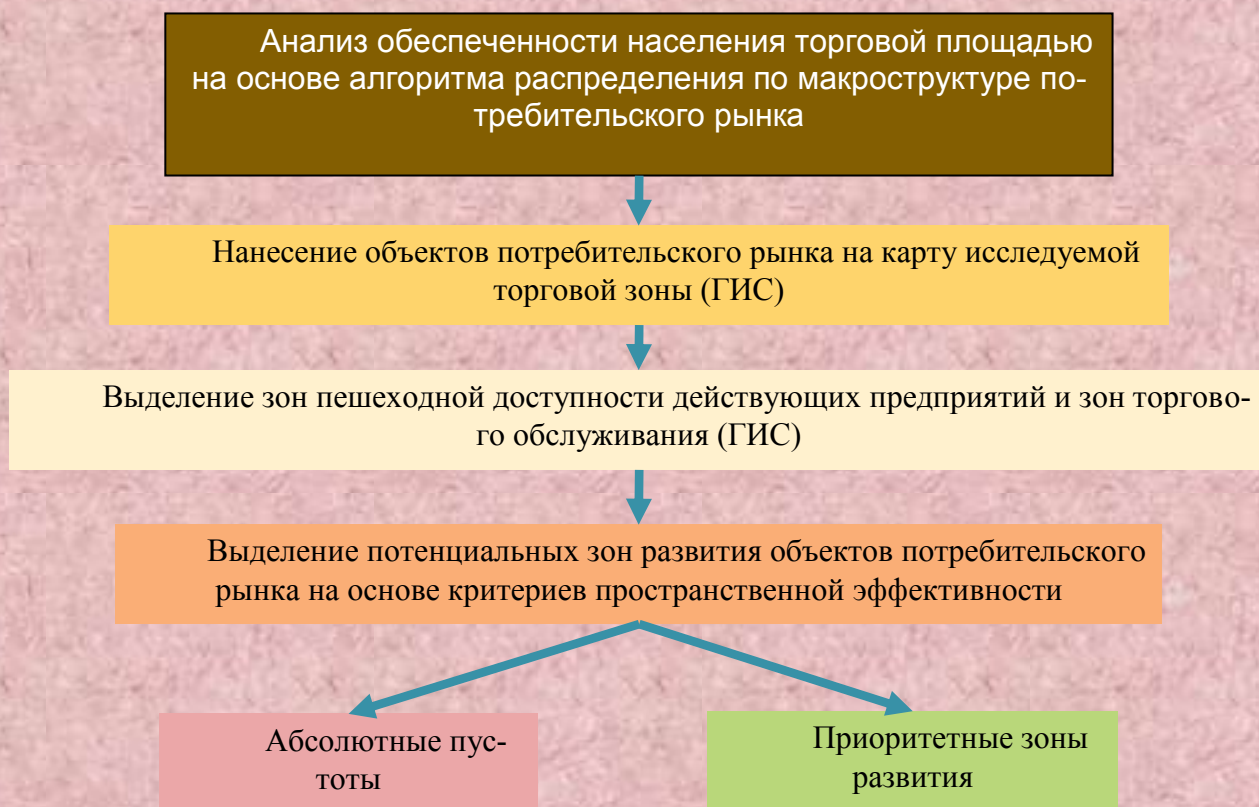 Анализ обеспеченности населения торговой площадью
на основе алгоритма распределения по макроструктуре по-
требительского рынка
Нанесение объектов потребительского рынка на карту исследуемой
торговой зоны (ГИС)
Выделение зон пешеходной доступности действующих предприятий и зон торгово-
го обслуживания (ГИС)
Выделение потенциальных зон развития объектов потребительского
рынка на основе критериев пространственной эффективности
Абсолютные пус-
тоты
Приоритетные зоны
развития